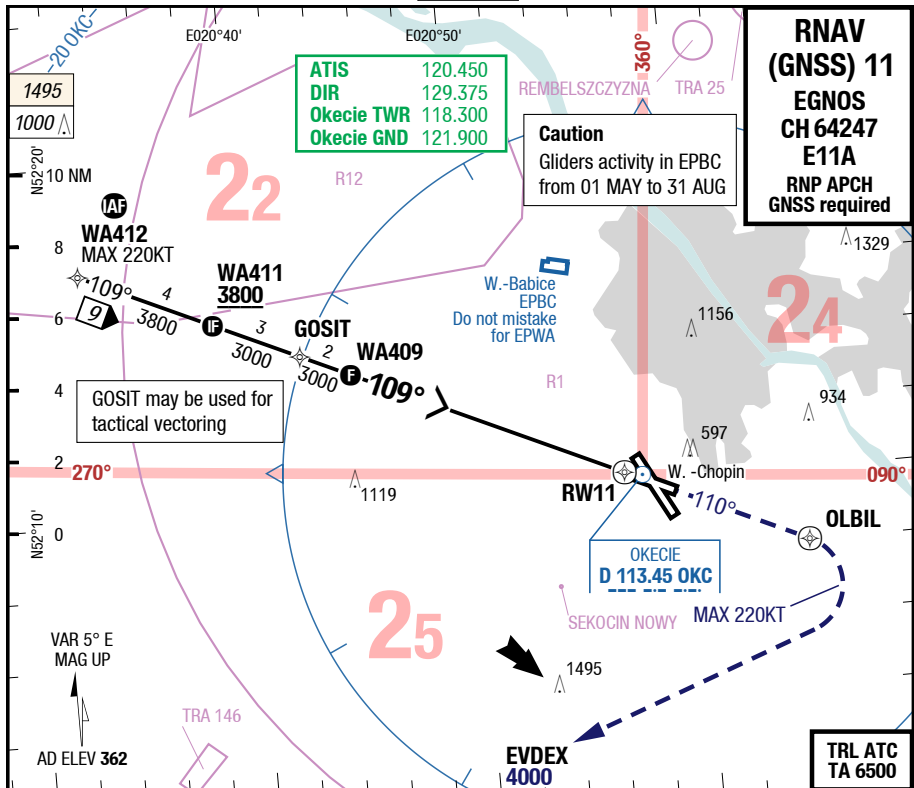 RNAV
(GNSS) 11
EGNOS
CH 64247
E11A
RNP APCH
GNSS required
20 OKC
E020°40'
E020°50'
360°
1495
1000
ATIS 120.450
DIR 129.375
Okecie TWR 118.300
Okecie GND 121.900
REMBELSZCZYZNA
TRA 25
Caution
Gliders activity in EPBC
from 01 MAY to 31 AUG
N52°20'
10 NM
22
R12
IAF
WA412
MAX 220KT
1329
8
109°
4
3800
9
WA411
3800
IF
3
3000
GOSIT
2
3000
WA409
F
109°
W.-Babice
EPBC
Do not mistake
for EPWA
24
1156
6
R1
4
GOSIT may be used for
tactical vectoring
934
597
2
270°
1119
RW11
W. -Chopin
090°
110°
OLBIL
N52°10'
0
OKECIE
D 113.45 OKC
25
SEKOCIN NOWY
MAX 220KT
VAR 5° E
MAG UP
1495
TRA 146
AD ELEV 362
EVDEX
4000
TRL ATC
TA 6500